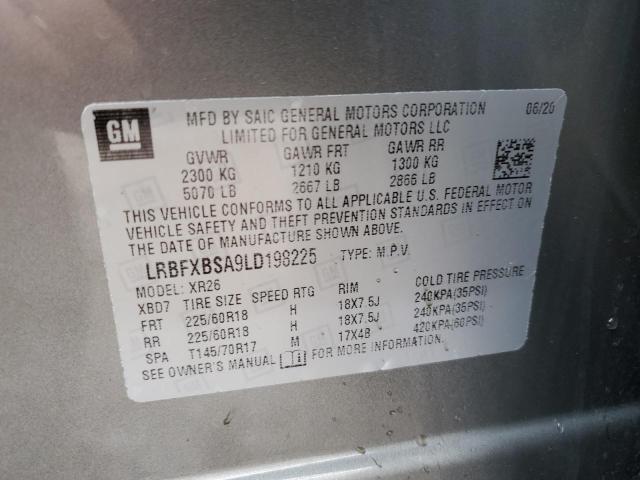 GM
MFD BY SAIC GENERAL MOTORS CORPORATION 06/20
LIMITED FOR GENERAL MOTORS LLC
GVWR GAWR FRT GAWR RR
2300 KG 1210 KG 1300 KG
5070 LB 2667 LB 2866 LB
THIS VEHICLE CONFORMS TO ALL APPLICABLE U.S. FEDERAL MOTOR
VEHICLE SAFETY AND THEFT PREVENTION STANDARDS IN EFFECT ON
THE DATE OF MANUFACTURE SHOWN ABOVE.
LRBFXBSA9LD198225 TYPE: M.P.V.
MODEL: XR26
XBD7 TIRE SIZE SPEED RTG RIM COLD TIRE PRESSURE
FRT 225/60R18 H 18X7.5J 240KPA(35PSI)
RR 225/60R18 H 18X7.5J 240KPA(35PSI)
SPA T145/70R17 M 17X4B 420KPA(60PSI)
SEE OWNER'S MANUAL FOR MORE INFORMATION.